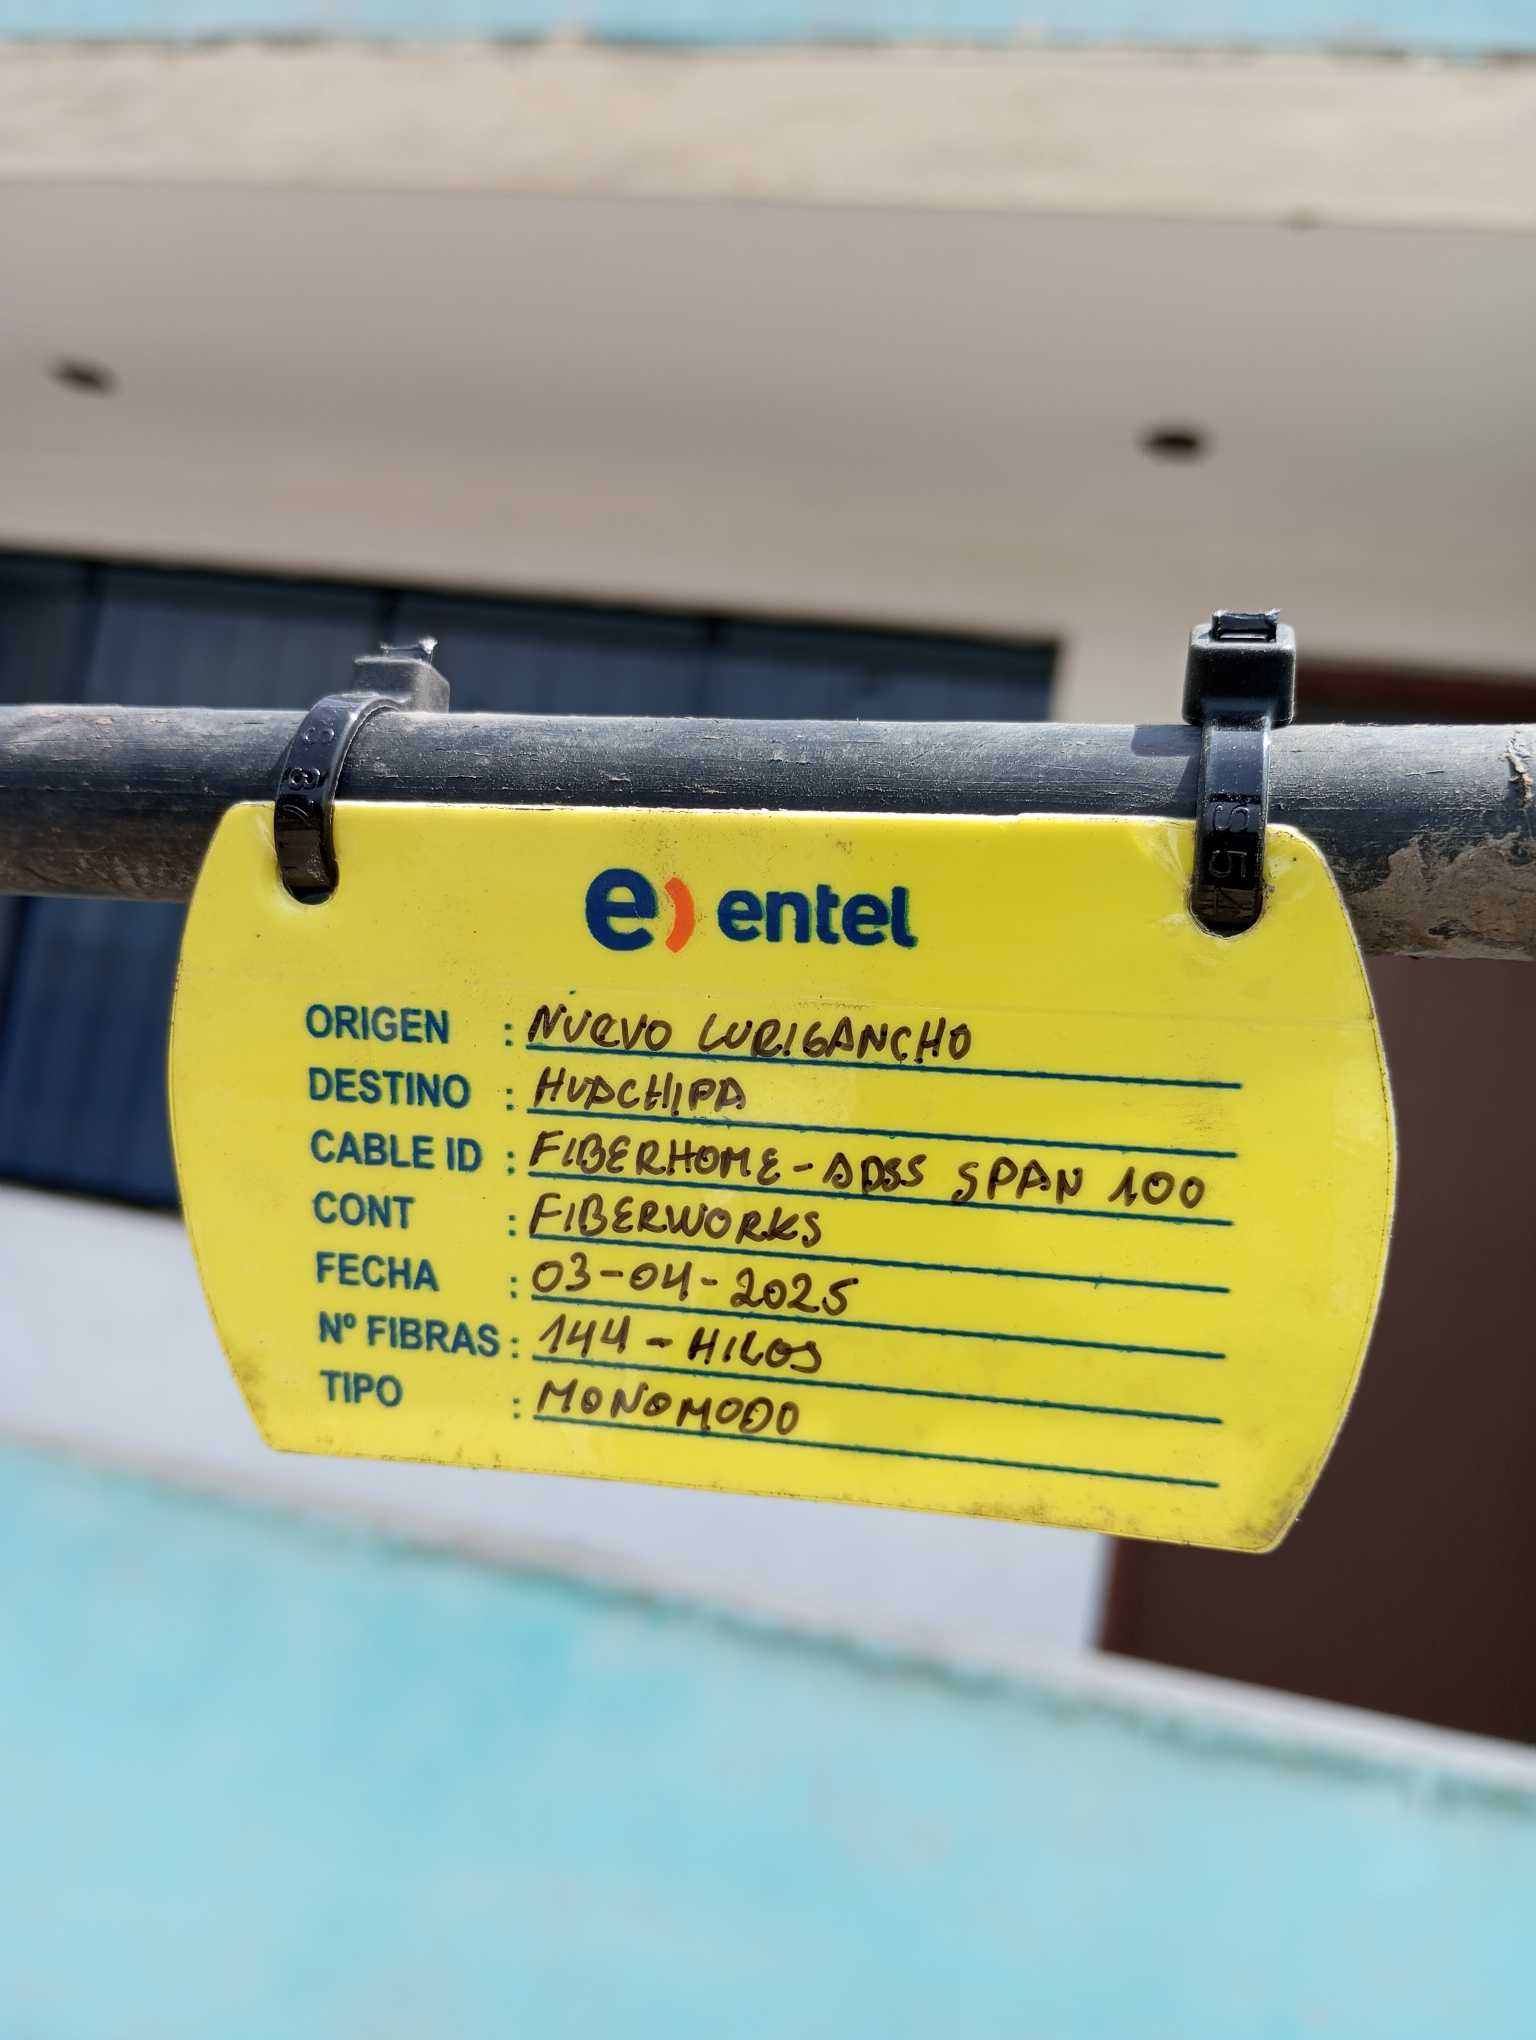 e) entel
ORIGEN : NUEVO LURIGANCHO
DESTINO : HUACHIPA
CABLE ID : FIBERHOME-ADSS SPAN 100
CONT : FIBERWORKS
FECHA : 03-04-2025
Nº FIBRAS : 144-HILOS
TIPO : MONOMODO